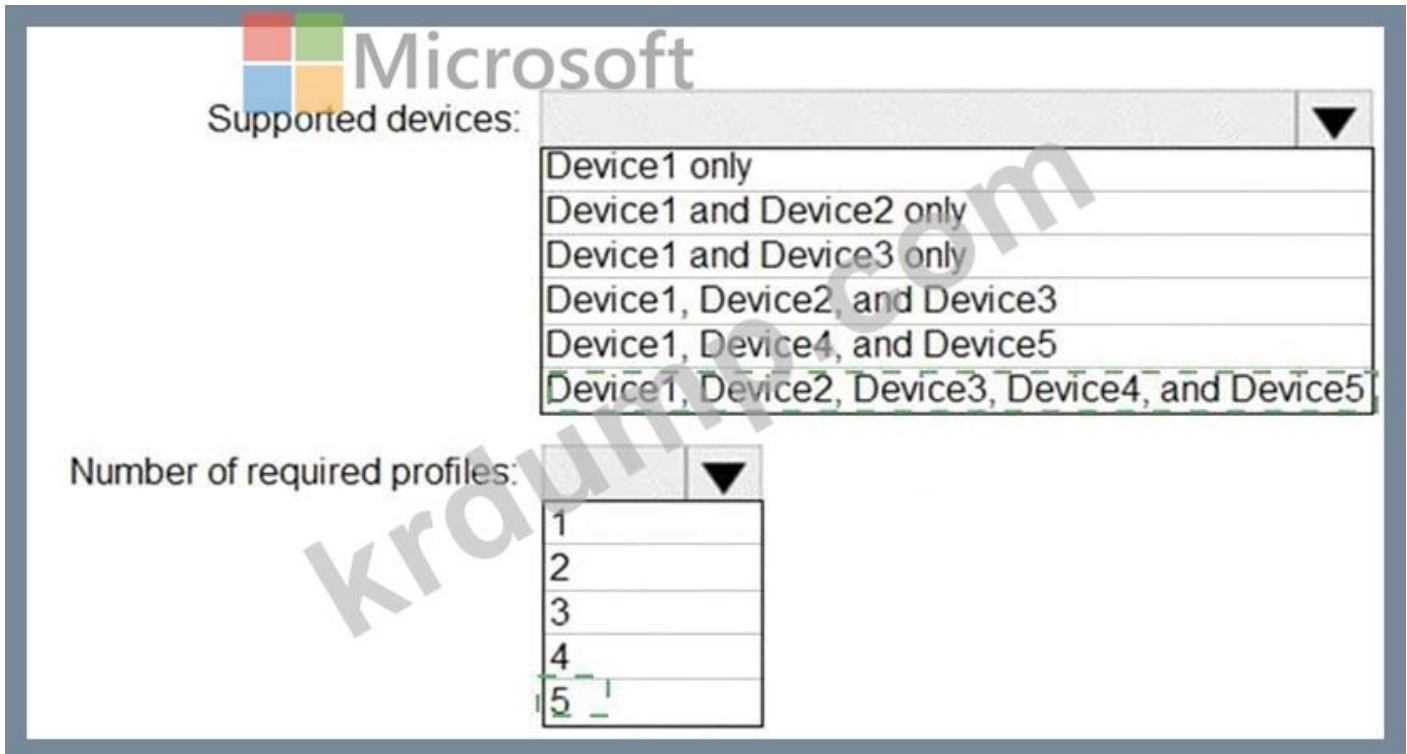 Microsoft
Supported devices:
Device1 only
Device1 and Device2 only
Device1 and Device3 only
Device1, Device2, and Device3
Device1, Device4, and Device5
Device1, Device2, Device3, Device4, and Device5
Number of required profiles:
1
2
3
4
5
krdump.com